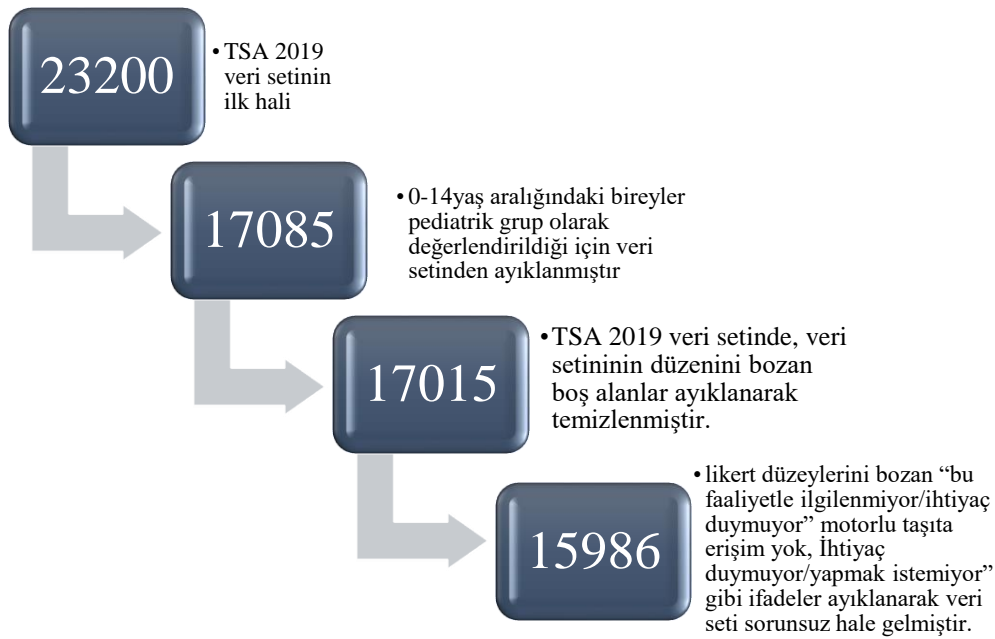 23200
• TSA 2019
veri setinin
ilk hali
17085
• 0-14yaş aralığındaki bireyler
pediatrik grup olarak
değerlendirildiği için veri
setinden ayıklanmıştır
17015
• TSA 2019 veri setinde, veri
setininin düzenini bozan
boş alanlar ayıklanarak
temizlenmiştir.
15986
• likert düzeylerini bozan “bu
faaliyetle ilgilenmiyor/ihtiyaç
duymuyor” motorlu taşıta
erişim yok, İhtiyaç
duymuyor/yapmak istemiyor”
gibi ifadeler ayıklanarak veri
seti sorunsuz hale gelmiştir.